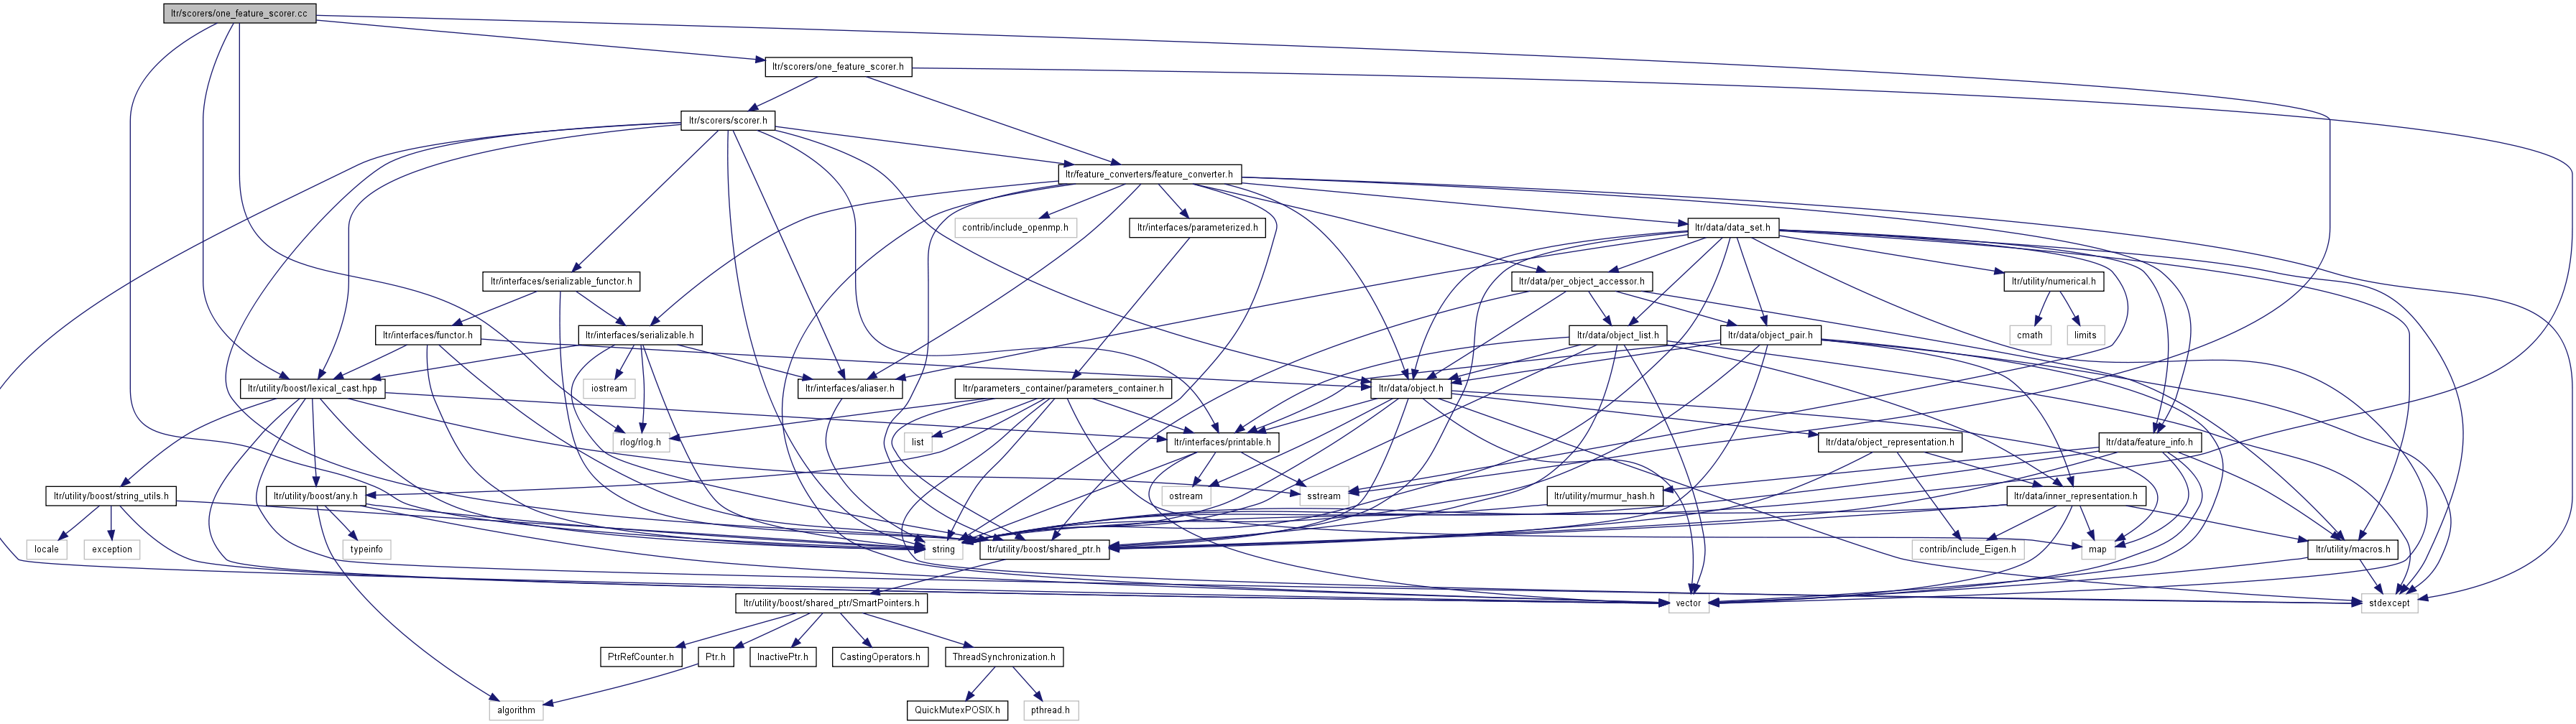 ltr/scorers/one_feature_scorer.cc
ltr/scorers/one_feature_scorer.h
ltr/scorers/scorer.h
ltr/feature_converters/feature_converter.h
contrib/include_openmp.h
ltr/interfaces/parameterized.h
ltr/data/data_set.h
ltr/interfaces/serializable_functor.h
ltr/data/per_object_accessor.h
ltr/utility/numerical.h
ltr/interfaces/functor.h
ltr/interfaces/serializable.h
ltr/data/object_list.h
ltr/data/object_pair.h
cmath
limits
ltr/utility/boost/lexical_cast.hpp
iostream
ltr/interfaces/aliaser.h
ltr/parameters_container/parameters_container.h
ltr/data/object.h
rlog/rlog.h
list
ltr/interfaces/printable.h
ltr/data/object_representation.h
ltr/data/feature_info.h
ltr/utility/boost/string_utils.h
ltr/utility/boost/any.h
ostream
sstream
ltr/utility/murmur_hash.h
ltr/data/inner_representation.h
locale
exception
typeinfo
string
ltr/utility/boost/shared_ptr.h
contrib/include_Eigen.h
map
ltr/utility/macros.h
ltr/utility/boost/shared_ptr/SmartPointers.h
vector
stdexcept
PtrRefCounter.h
Ptr.h
InactivePtr.h
CastingOperators.h
ThreadSynchronization.h
algorithm
QuickMutexPOSIX.h
pthread.h